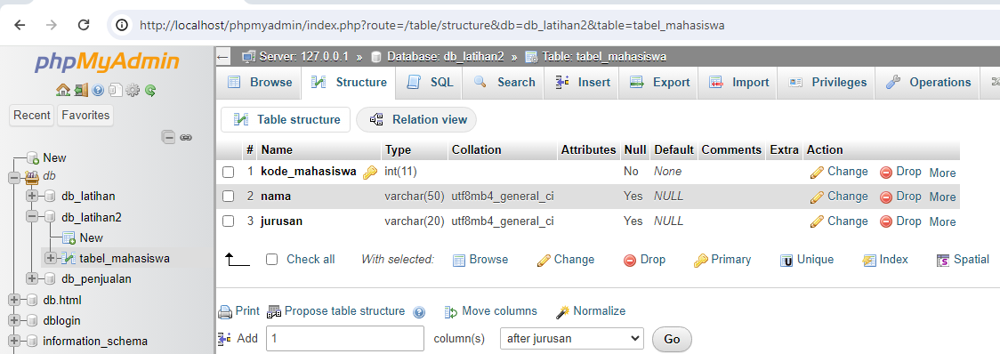 http://localhost/phpmyadmin/index.php?route=/table/structure&db=db_latihan2&table=tabel_mahasiswa
phpMyAdmin
Recent Favorites
New
db
db_latihan
db_latihan2
New
tabel_mahasiswa
db_penjualan
db.html
dblogin
information_schema
Server: 127.0.0.1 » Database: db_latihan2 » Table: tabel_mahasiswa
Browse Structure SQL Search Insert Export Import Privileges Operations
Table structure Relation view
# Name Type Collation Attributes Null Default Comments Extra Action
1 kode_mahasiswa int(11) No None Change Drop More
2 nama varchar(50) utf8mb4_general_ci Yes NULL Change Drop More
3 jurusan varchar(20) utf8mb4_general_ci Yes NULL Change Drop More
Check all With selected: Browse Change Drop Primary Unique Index Spatial
Print Propose table structure Move columns Normalize
Add 1 column(s) after jurusan Go